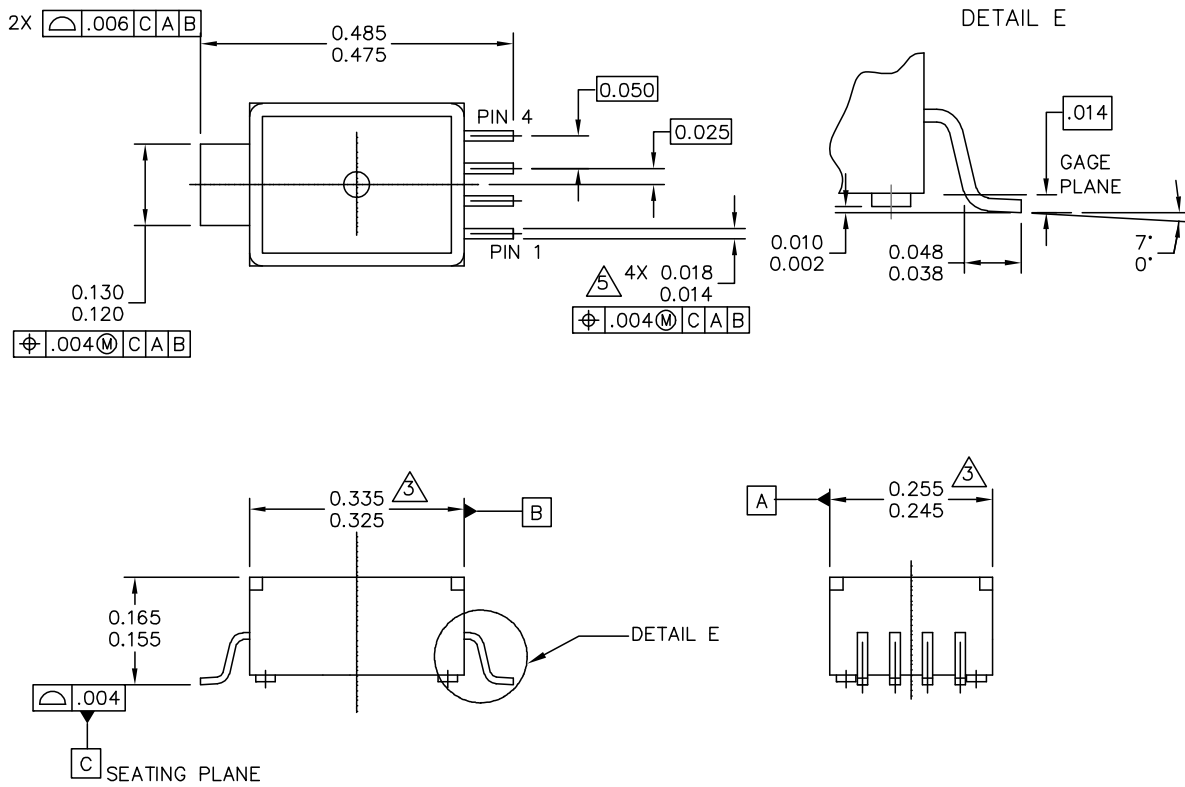 2X .006 C A B
0.485
0.475
DETAIL E
0.050
PIN 4
0.025
PIN 1
5 4X 0.018
0.014
.004 Ⓜ C A B
0.130
0.120
.004 Ⓜ C A B
.014
GAGE
PLANE
0.010
0.002
0.048
0.038
7°
0°
0.335
0.325
3
B
A
0.255
0.245
3
0.165
0.155
DETAIL E
.004
C SEATING PLANE